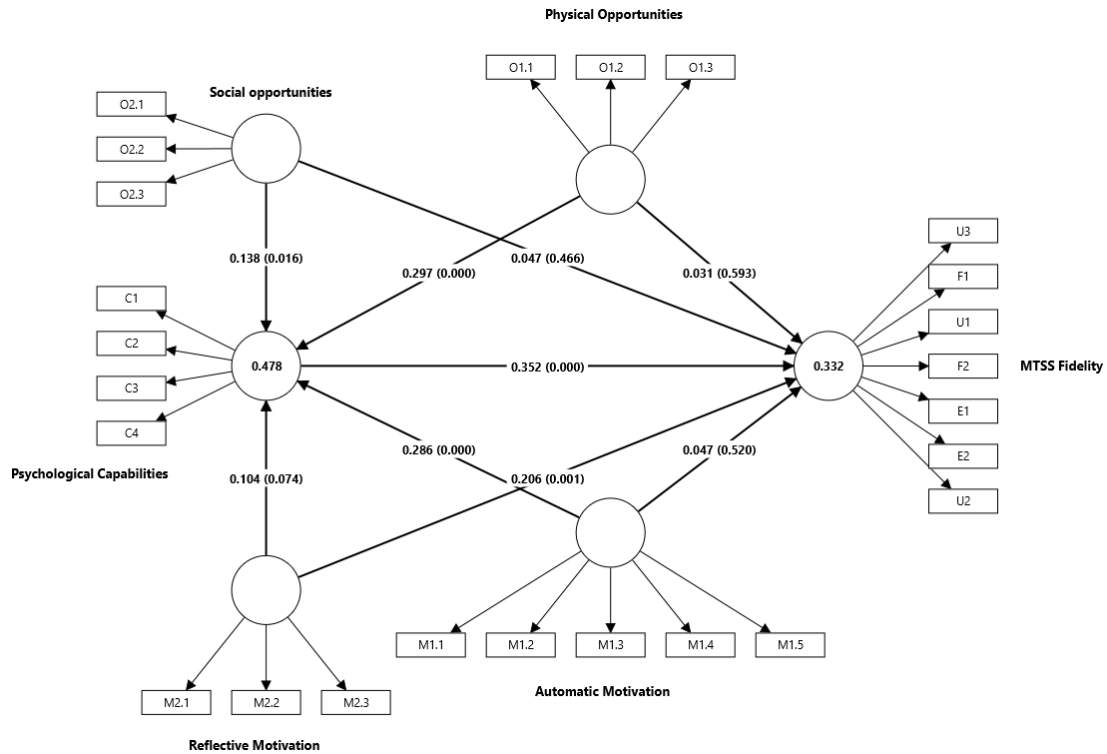 Physical Opportunities
O1.1
O1.2
O1.3
Social opportunities
O2.1
O2.2
O2.3
U3
F1
U1
F2
E1
E2
U2
MTSS Fidelity
0.138 (0.016)
0.297 (0.000)
0.047 (0.466)
0.031 (0.593)
C1
C2
C3
C4
0.478
0.352 (0.000)
0.332
Psychological Capabilities
0.104 (0.074)
0.286 (0.000)
0.206 (0.001)
0.047 (0.520)
M1.1
M1.2
M1.3
M1.4
M1.5
Automatic Motivation
M2.1
M2.2
M2.3
Reflective Motivation